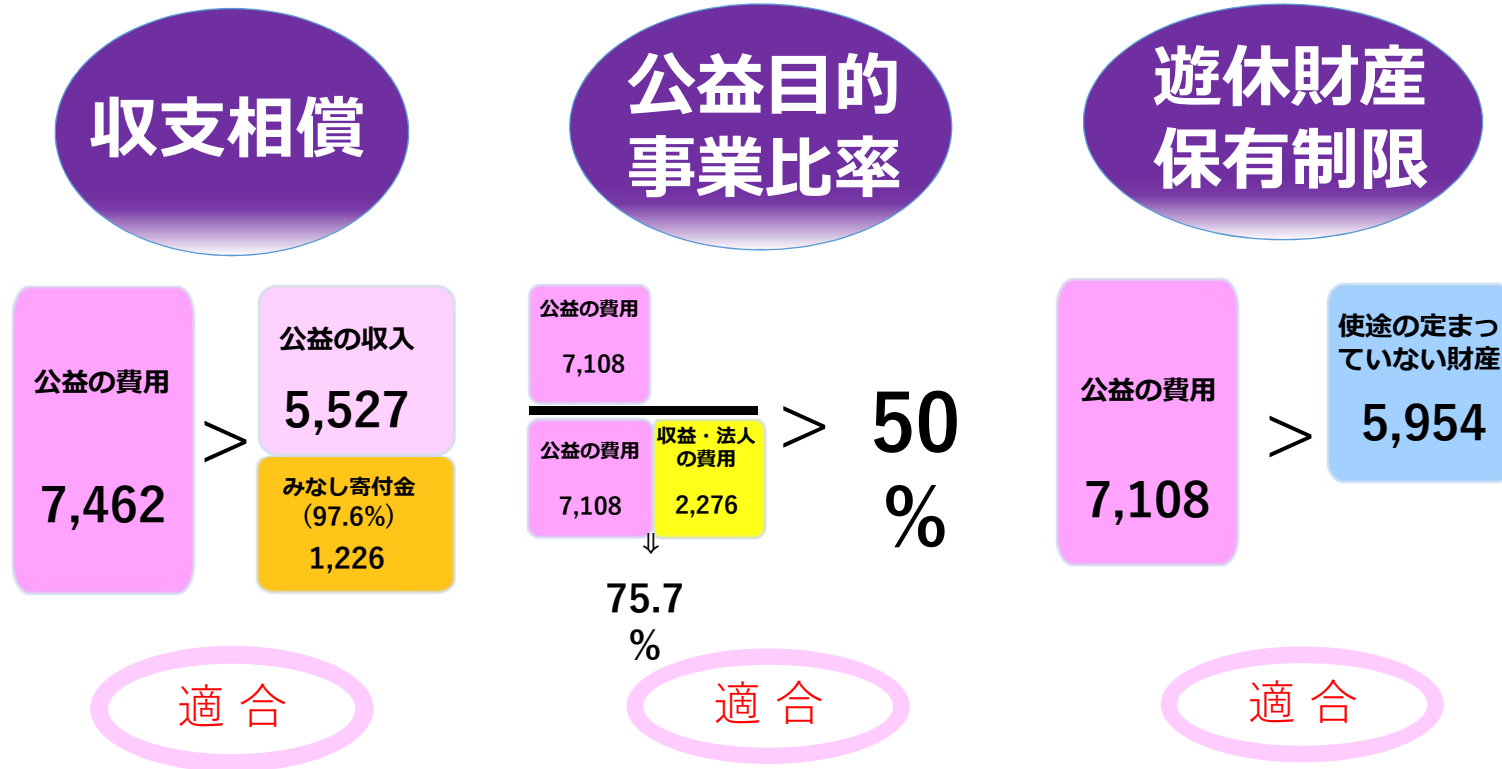 収支相償
公益の費用
7,462
>
公益の収入
5,527
みなし寄付金
(97.6%)
1,226
適 合
公益目的
事業比率
公益の費用
7,108
公益の費用
7,108
収益・法人
の費用
2,276
⇓
75.7
%
>
50
%
適 合
遊休財産
保有制限
公益の費用
7,108
>
使途の定まっ
ていない財産
5,954
適 合